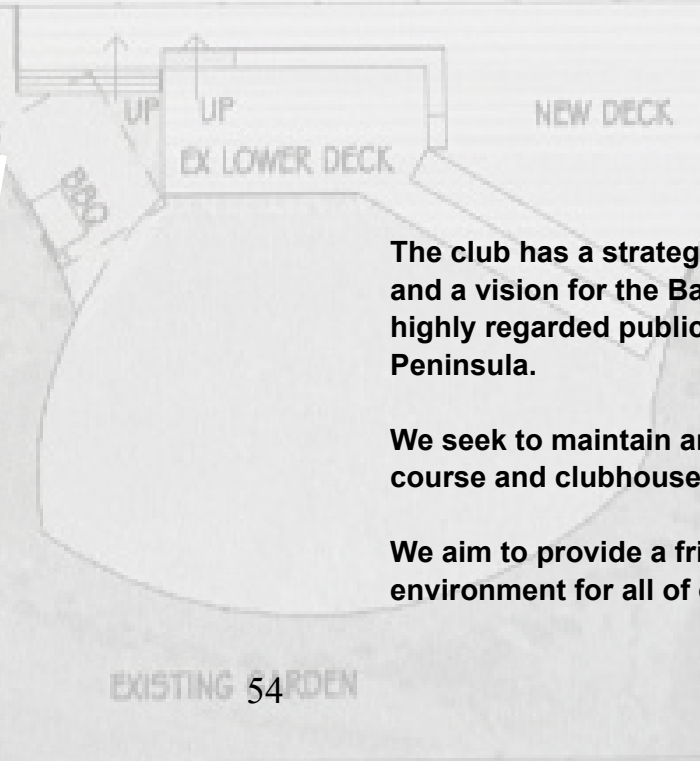 UP UP
NEW DECK
EX LOWER DECK
BBQ
The club has a strateg
and a vision for the Ba
highly regarded public
Peninsula.
We seek to maintain ar
course and clubhouse
We aim to provide a fri
environment for all of
EXISTING GARDEN
54